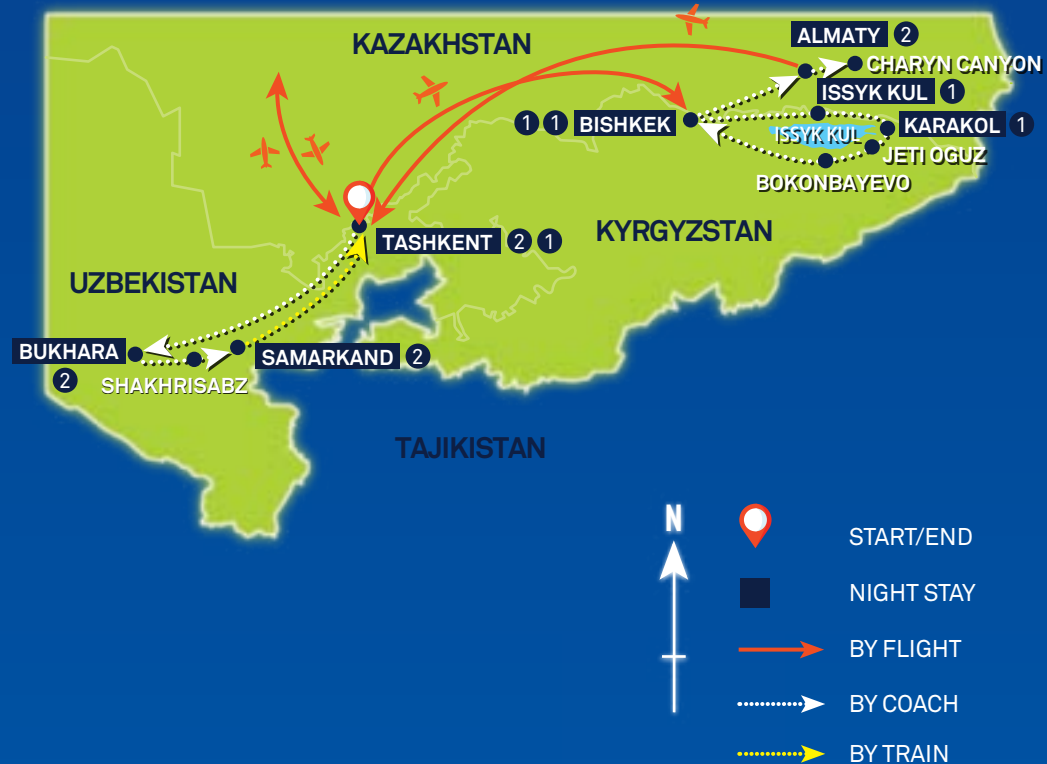 KAZAKHSTAN
ALMATY 2
CHARYN CANYON
ISSYK KUL 1
1 1 BISHKEK
KARAKOL 1
ISSYK KUL
JETI OGUZ
BOKONBAYEVO
TASHKENT 2 1
KYRGYZSTAN
UZBEKISTAN
BUKHARA
2
SAMARKAND 2
SHAKHRISABZ
TAJIKISTAN
N
START/END
NIGHT STAY
BY FLIGHT
BY COACH
BY TRAIN